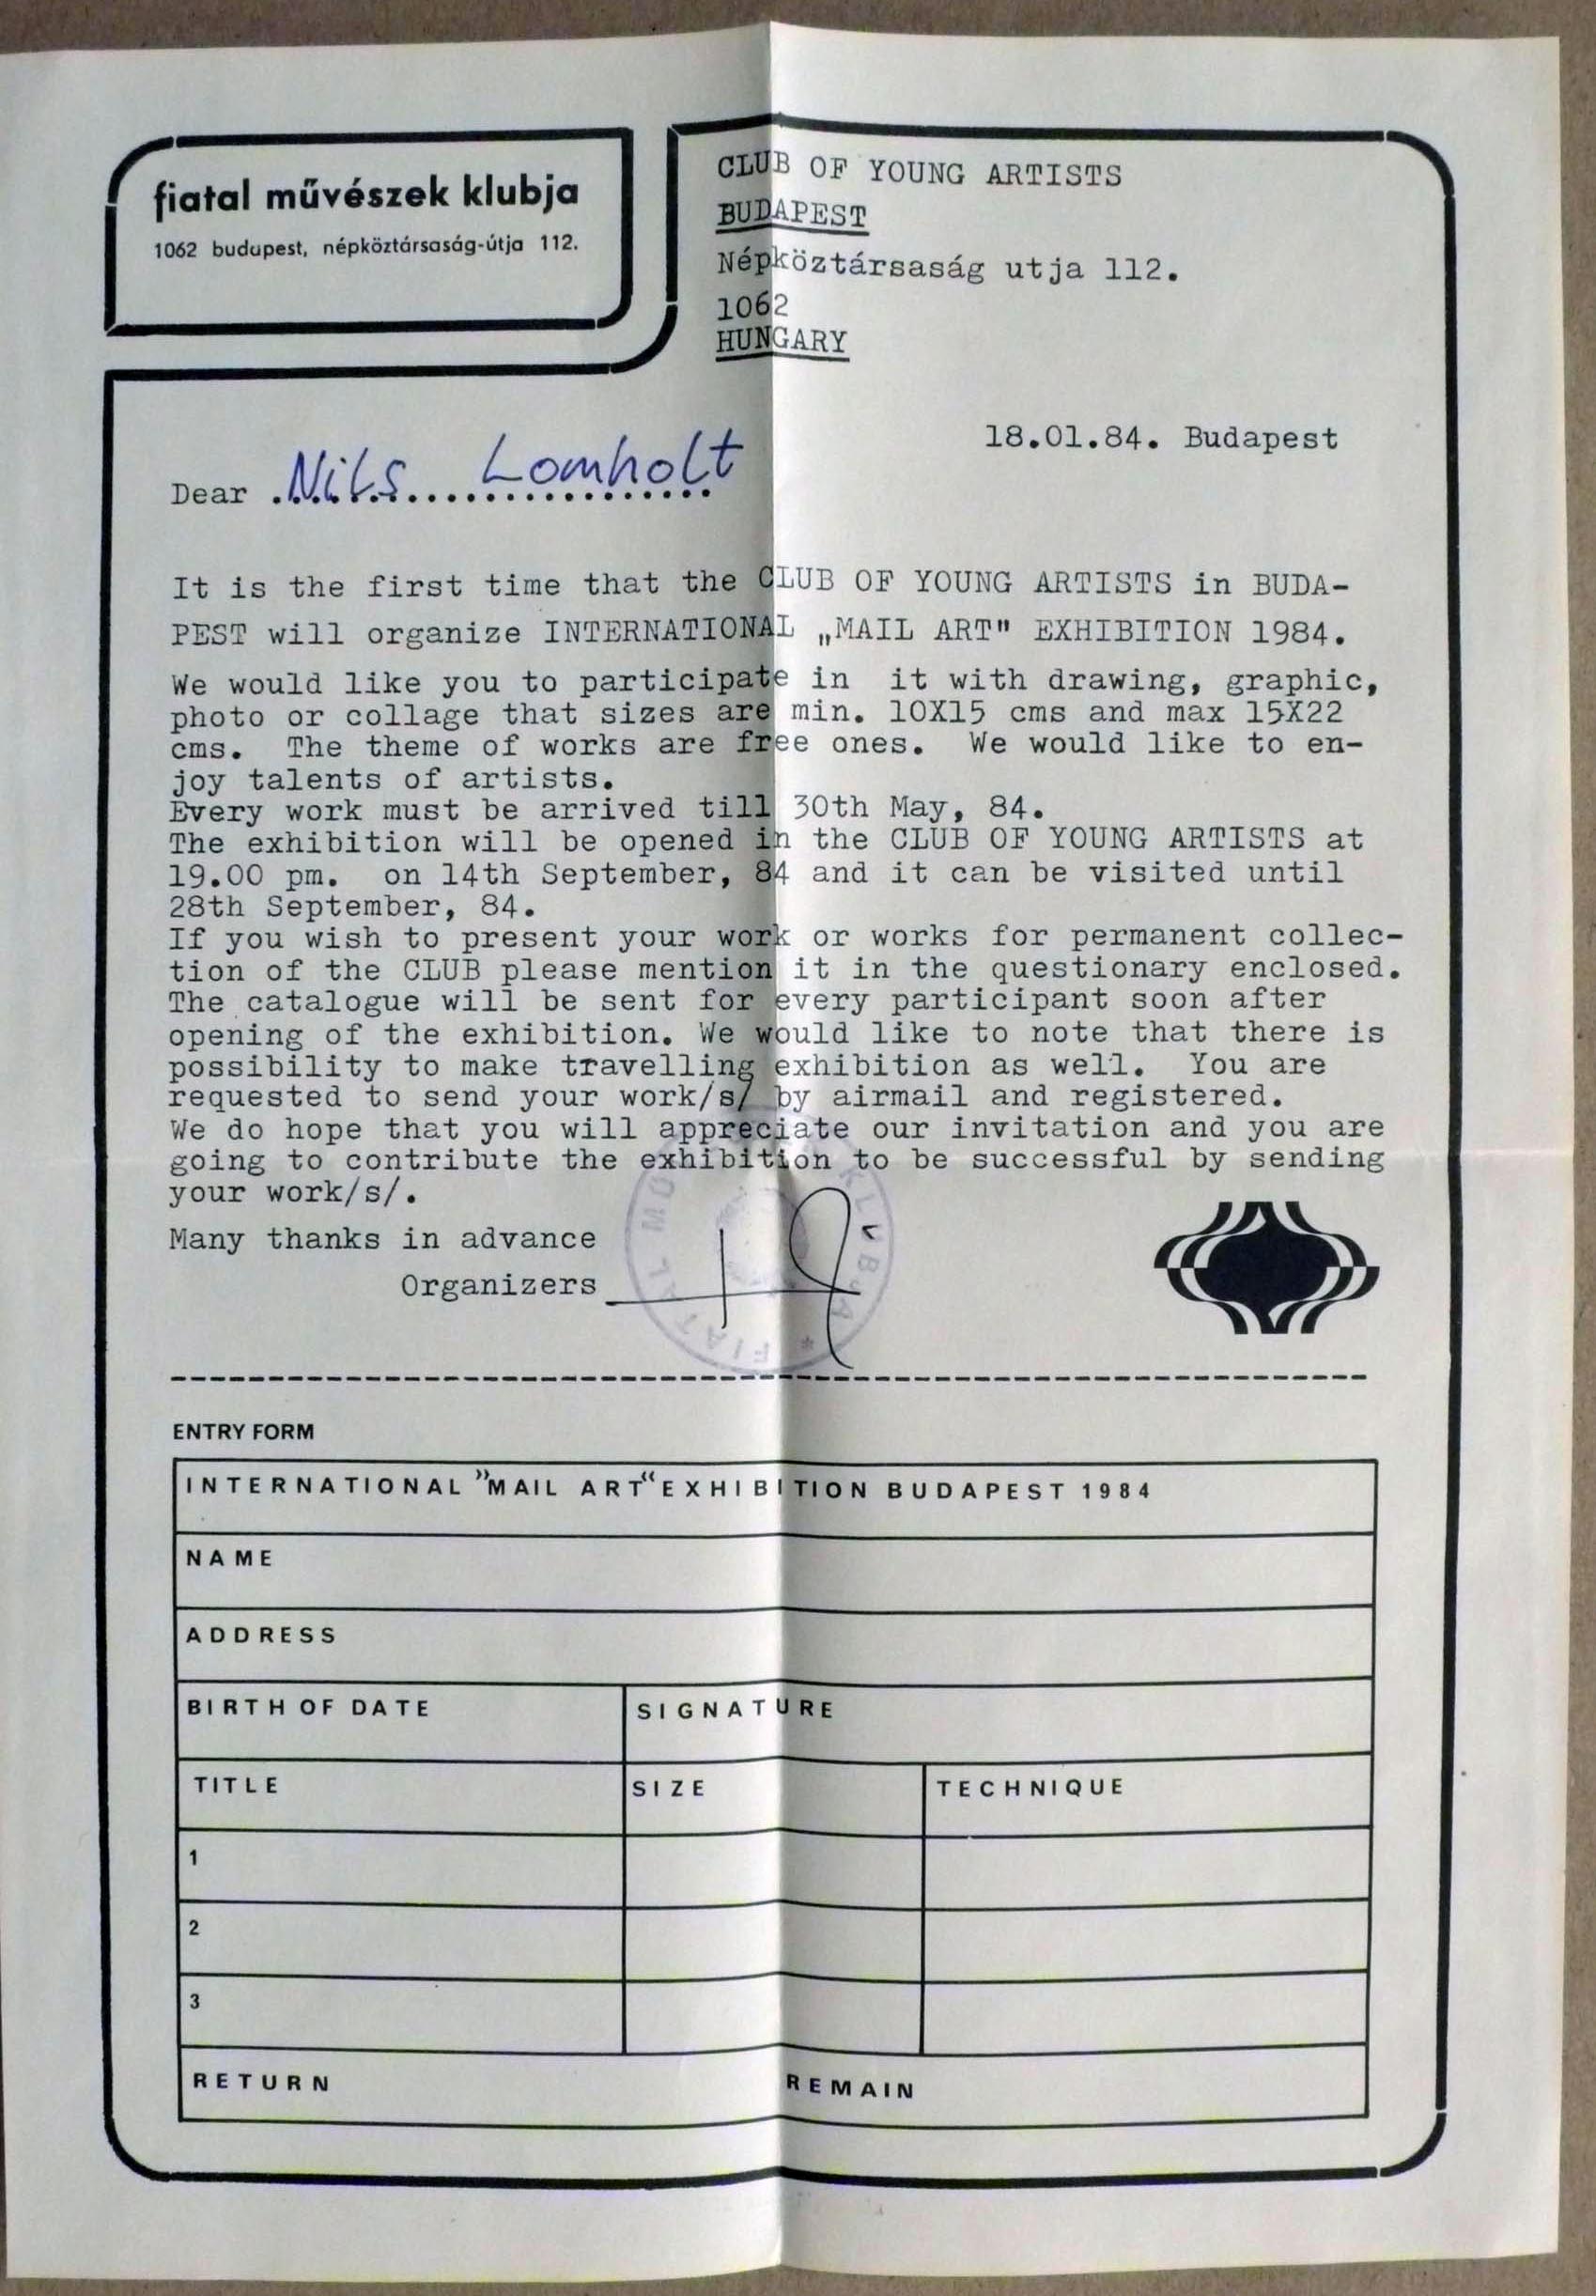 fiatal művészek klubja
1062 budapest, népköztársaság-útja 112.
CLUB OF YOUNG ARTISTS
BUDAPEST
Népköztársaság utja 112.
1062
HUNGARY
18.01.84. Budapest
Dear .Nils...Lomholt
It is the first time that the CLUB OF YOUNG ARTISTS in BUDA-
PEST will organize INTERNATIONAL „MAIL ART" EXHIBITION 1984.
We would like you to participate in it with drawing, graphic,
photo or collage that sizes are min. 10X15 cms and max 15X22
cms. The theme of works are free ones. We would like to en-
joy talents of artists.
Every work must be arrived till 30th May, 84.
The exhibition will be opened in the CLUB OF YOUNG ARTISTS at
19.00 pm. on 14th September, 84 and it can be visited until
28th September, 84.
If you wish to present your work or works for permanent collec-
tion of the CLUB please mention it in the questionary enclosed.
The catalogue will be sent for every participant soon after
opening of the exhibition. We would like to note that there is
possibility to make travelling exhibition as well. You are
requested to send your work/s/ by airmail and registered.
We do hope that you will appreciate our invitation and you are
going to contribute the exhibition to be successful by sending
your work/s/.
Many thanks in advance
Organizers
FIATAL KLUBJA *
ENTRY FORM
INTERNATIONAL "MAIL ART" EXHIBITION BUDAPEST 1984
NAME
ADDRESS
BIRTH OF DATE SIGNATURE
TITLE SIZE TECHNIQUE
1
2
3
RETURN REMAIN